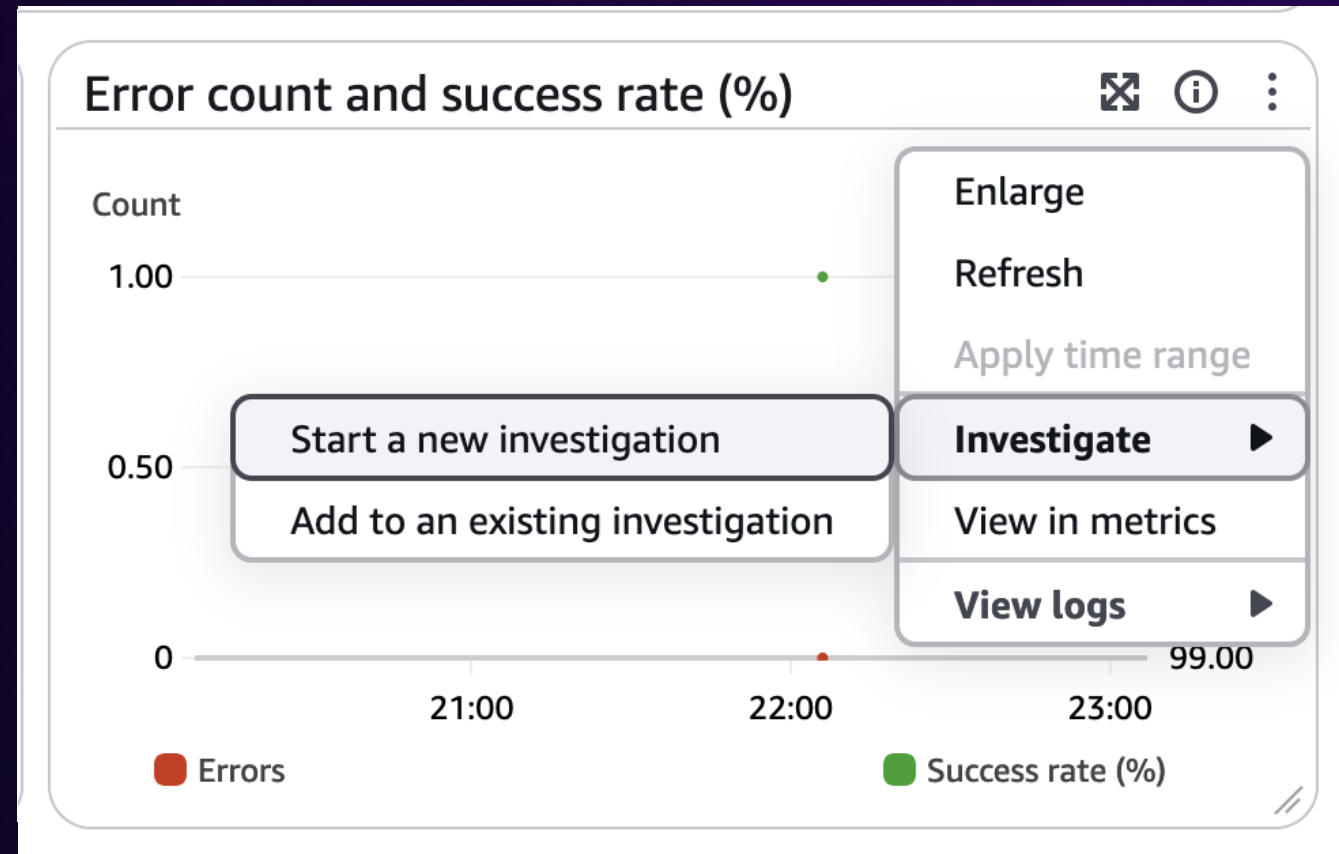 Error count and success rate (%)
Count
1.00
0.50
0
Enlarge
Refresh
Apply time range
Investigate
View in metrics
View logs
Start a new investigation
Add to an existing investigation
99.00
21:00
22:00
23:00
Errors
Success rate (%)